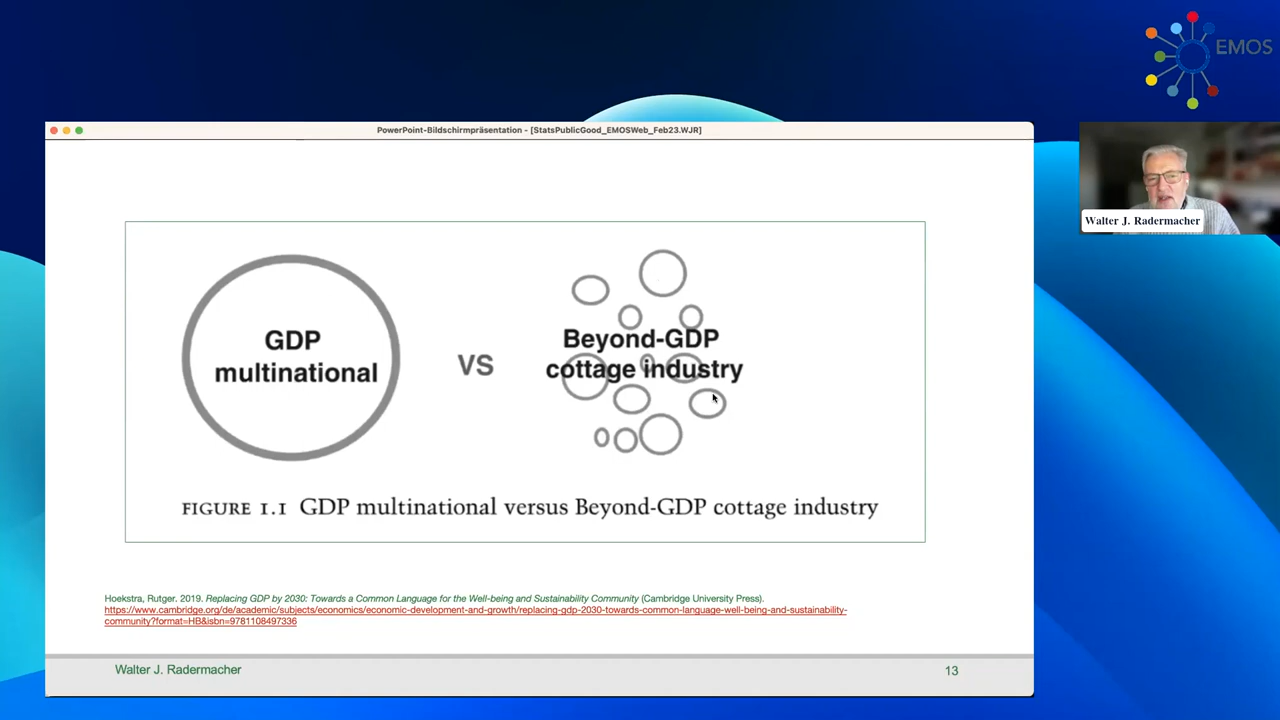 EMOS
PowerPoint-Bildschirmpräsentation - [StatsPublicGood_EMOSWeb_Feb23.WJR]
GDP
multinational
VS
Beyond-GDP
cottage industry
FIGURE 1.1 GDP multinational versus Beyond-GDP cottage industry
Hoekstra, Rutger. 2019. Replacing GDP by 2030: Towards a Common Language for the Well-being and Sustainability Community (Cambridge University Press).
https://www.cambridge.org/de/academic/subjects/economics/economic-development-and-growth/replacing-gdp-2030-towards-common-language-well-being-and-sustainability-
community?format=HB&isbn=9781108497336
Walter J. Radermacher
13
Walter J. Radermacher